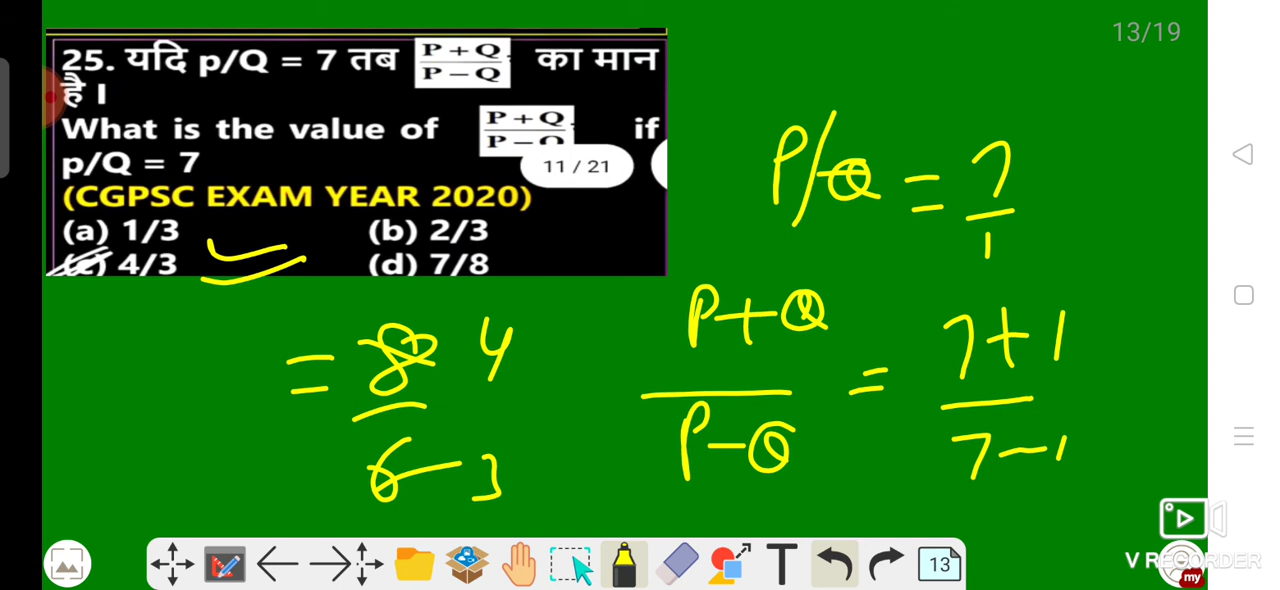 13/19
25. यदि p/Q = 7 तब P + Q / P − Q का मान
है I
What is the value of P + Q / P − Q if
p/Q = 7
11 / 21
(CGPSC EXAM YEAR 2020)
(a) 1/3 (b) 2/3
(c) 4/3 (d) 7/8
P/Q = 7/1
P+Q / P-Q = 7+1 / 7-1
= 8 4 / 6 3
T
13
V RECORDER
my